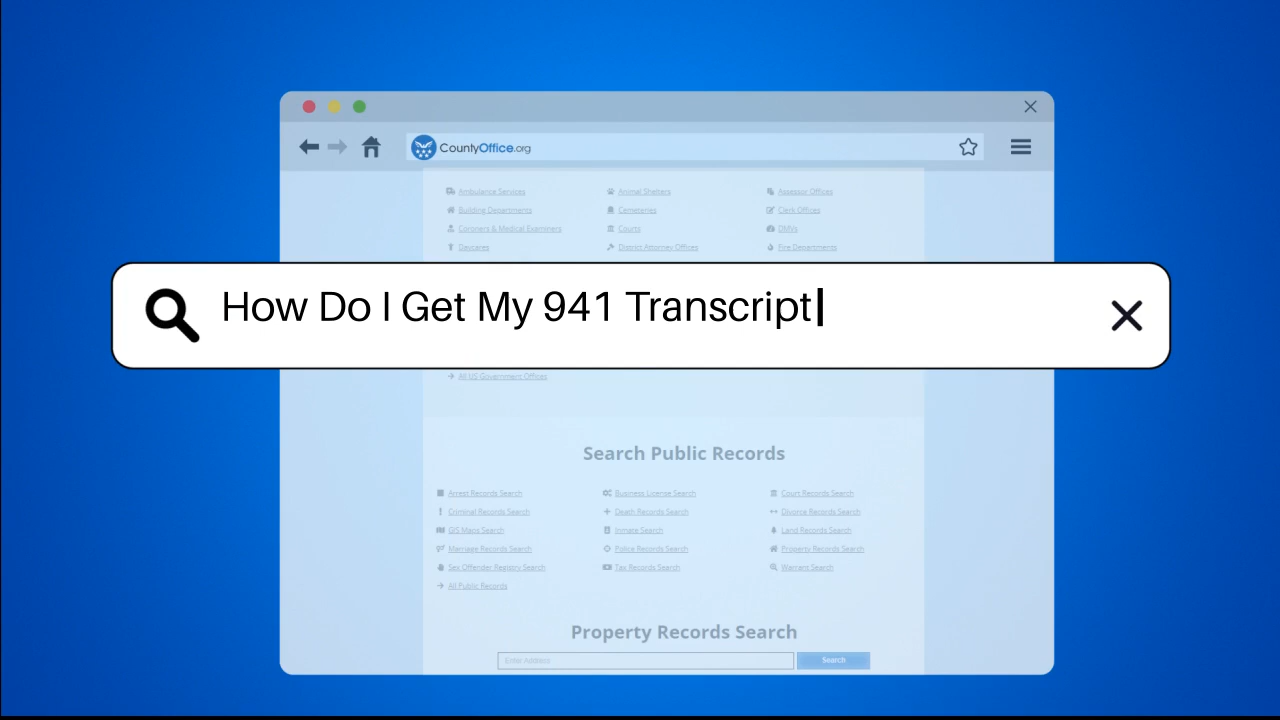 CountyOffice.org
Ambulance Services
Animal Shelters
Assessor Offices
Building Departments
Cemeteries
Clerk Offices
Coroners & Medical Examiners
Courts
DMVs
Daycares
District Attorney Offices
Fire Departments
How Do I Get My 941 Transcript
All US Government Offices
Search Public Records
Arrest Records Search
Business License Search
Court Records Search
Criminal Records Search
Death Records Search
Divorce Records Search
GIS Maps Search
Inmate Search
Land Records Search
Marriage Records Search
Police Records Search
Property Records Search
Sex Offender Registry Search
Tax Records Search
Warrant Search
All Public Records
Property Records Search
Enter Address
Search